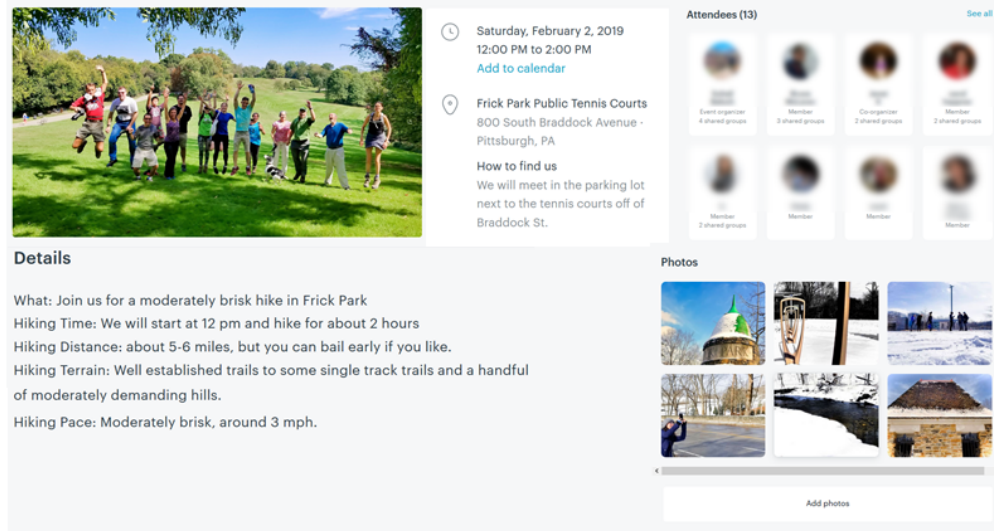 Saturday, February 2, 2019
12:00 PM to 2:00 PM
Add to calendar
Frick Park Public Tennis Courts
800 South Braddock Avenue ·
Pittsburgh, PA
How to find us
We will meet in the parking lot
next to the tennis courts off of
Braddock St.
Attendees (13)
See all
Event organizer
4 shared groups
Member
3 shared groups
Co-organizer
2 shared groups
Member
2 shared groups
Member
2 shared groups
Member
Member
Member
Details
What: Join us for a moderately brisk hike in Frick Park
Hiking Time: We will start at 12 pm and hike for about 2 hours
Hiking Distance: about 5-6 miles, but you can bail early if you like.
Hiking Terrain: Well established trails to some single track trails and a handful
of moderately demanding hills.
Hiking Pace: Moderately brisk, around 3 mph.
Photos
Add photos